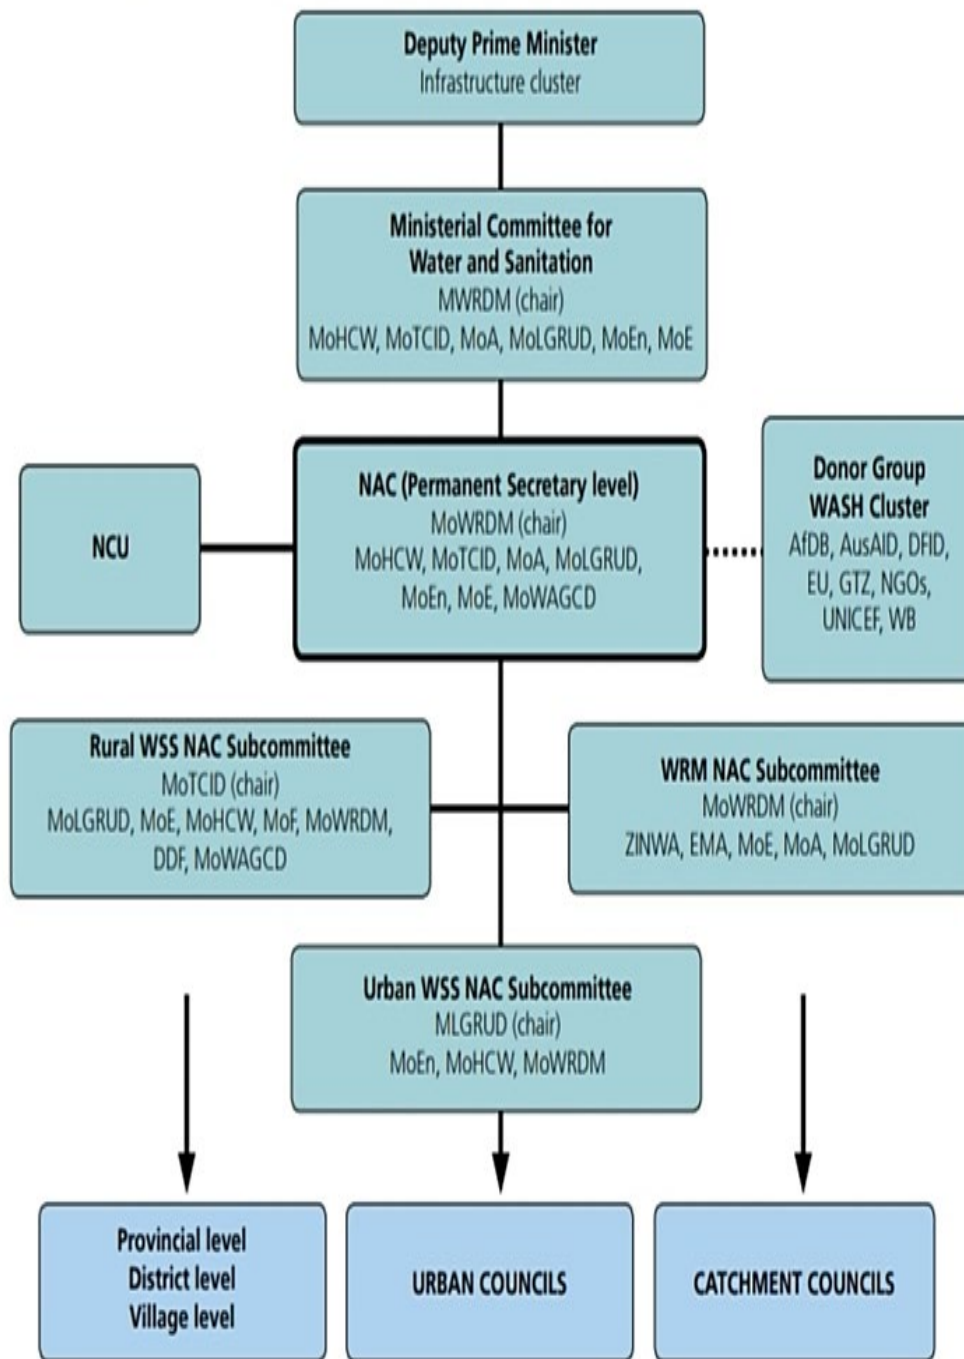 Deputy Prime Minister
Infrastructure cluster
Ministerial Committee for
Water and Sanitation
MWRDM (chair)
MoHCW, MoTCID, MoA, MoLGRUD, MoEn, MoE
NCU
NAC (Permanent Secretary level)
MoWRDM (chair)
MoHCW, MoTCID, MoA, MoLGRUD,
MoEn, MoE, MoWAGCD
Donor Group
WASH Cluster
AfDB, AusAID, DFID,
EU, GTZ, NGOs,
UNICEF, WB
Rural WSS NAC Subcommittee
MoTCID (chair)
MoLGRUD, MoE, MoHCW, MoF, MoWRDM,
DDF, MoWAGCD
WRM NAC Subcommittee
MoWRDM (chair)
ZINWA, EMA, MoE, MoA, MoLGRUD
Urban WSS NAC Subcommittee
MLGRUD (chair)
MoEn, MoHCW, MoWRDM
Provincial level
District level
Village level
URBAN COUNCILS
CATCHMENT COUNCILS